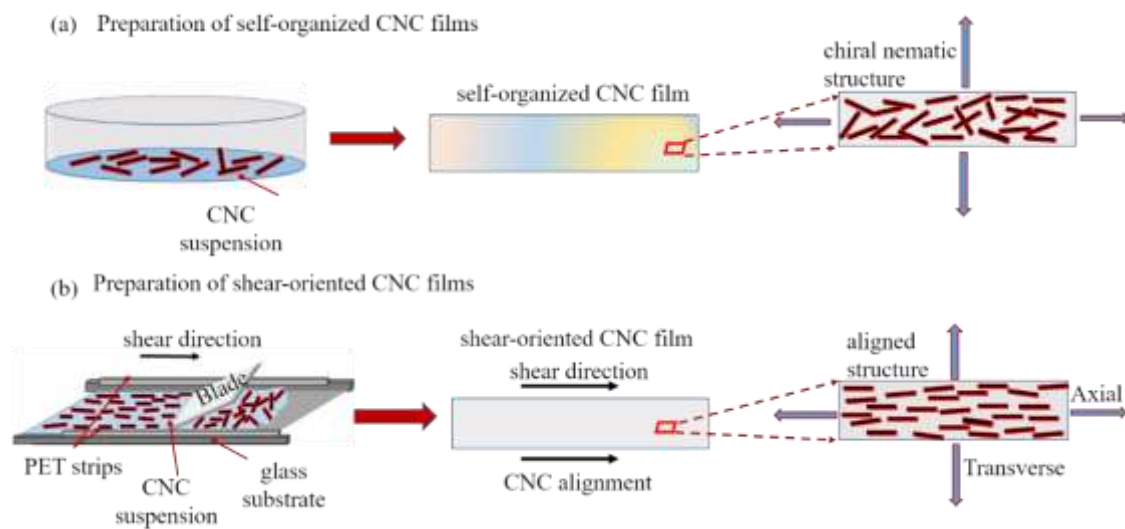 (a) Preparation of self-organized CNC films
chiral nematic
structure
self-organized CNC film
CNC
suspension
(b) Preparation of shear-oriented CNC films
shear direction
Blade
PET strips
CNC
suspension
glass
substrate
shear-oriented CNC film
shear direction
CNC alignment
aligned
structure
Axial
Transverse